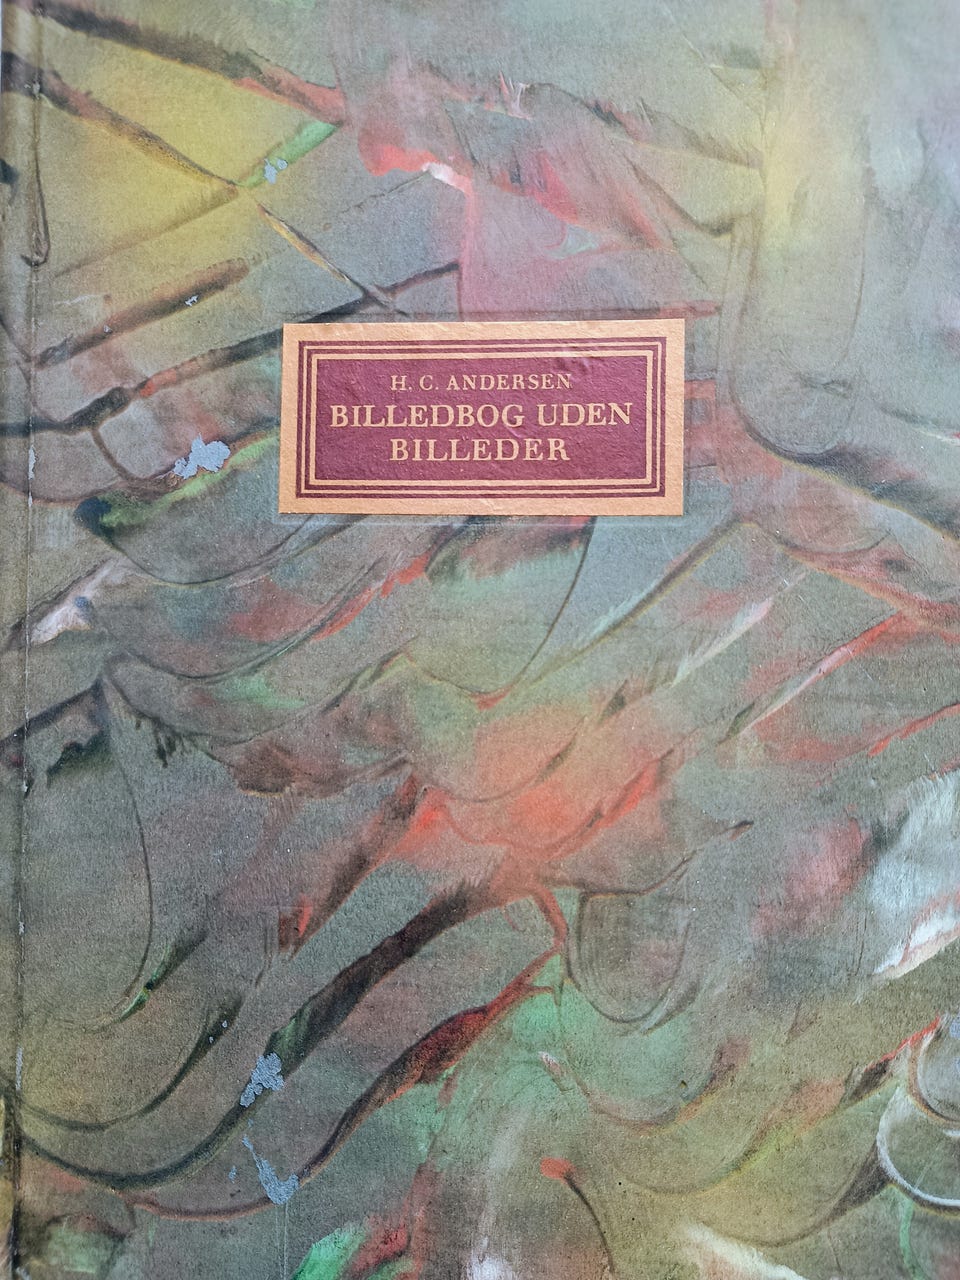 H. C. ANDERSEN
BILLEDBOG UDEN
BILLEDER